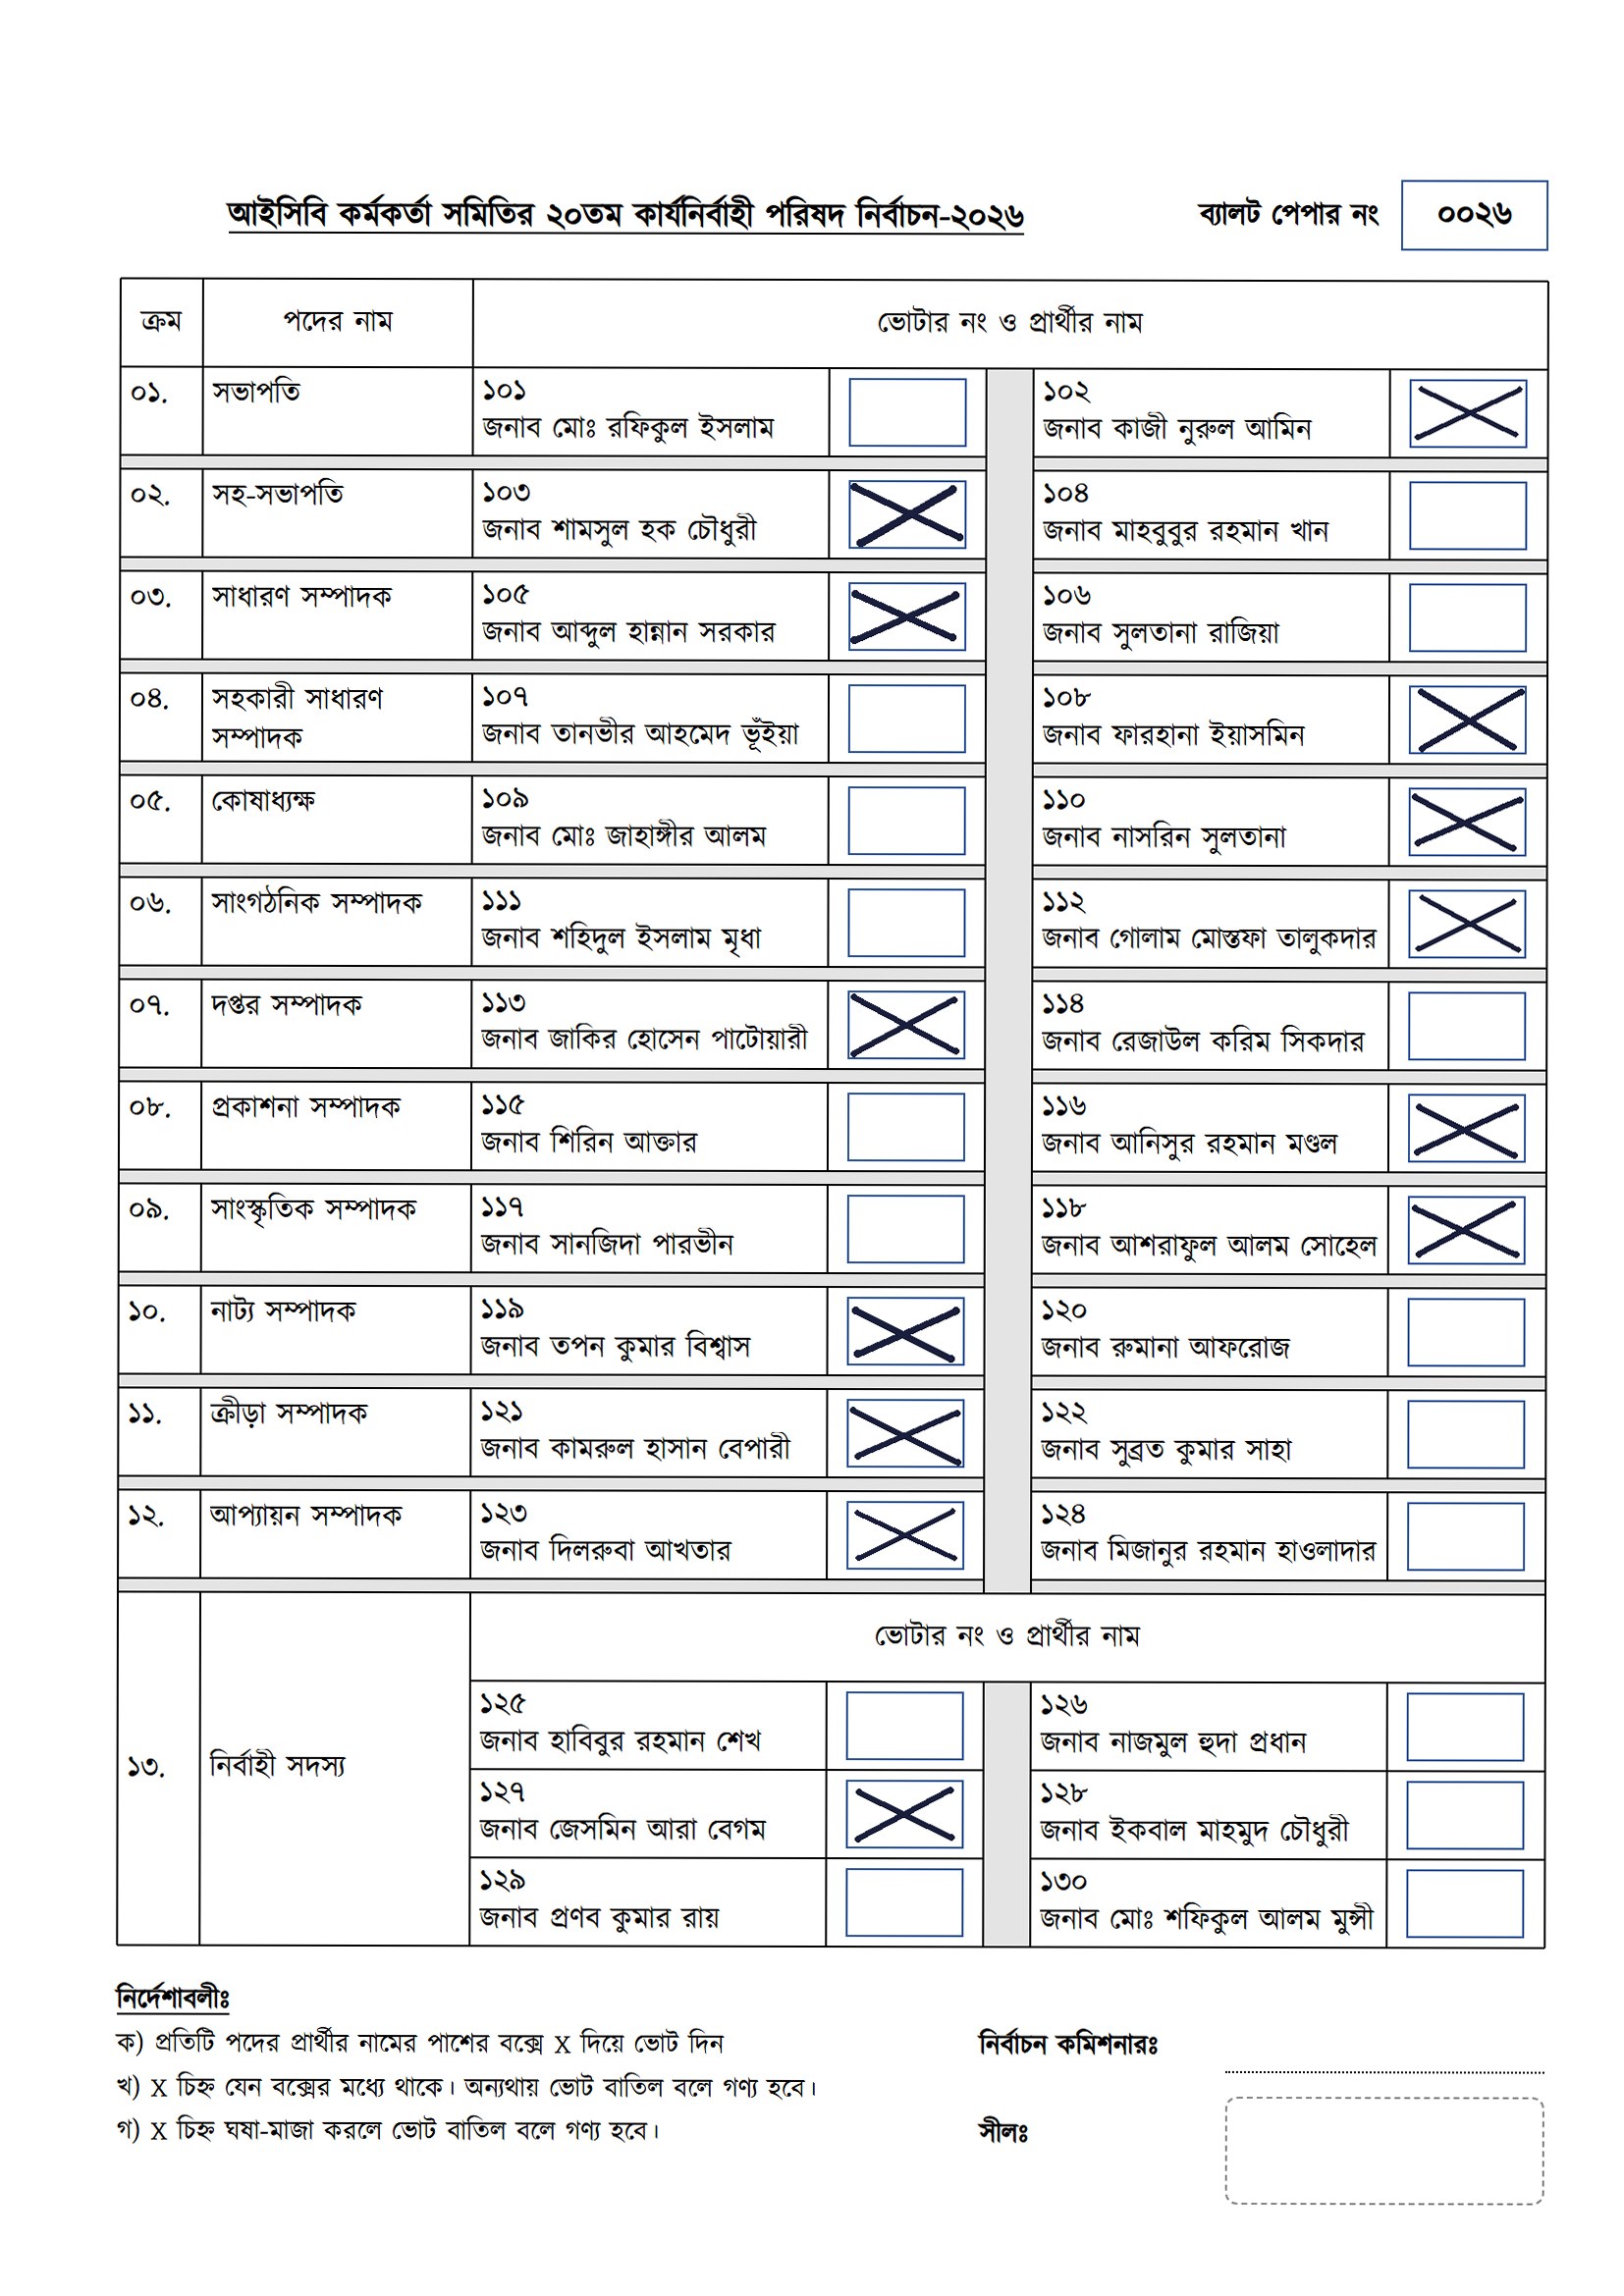 আইসিবি কর্মকর্তা সমিতির ২০তম কার্যনির্বাহী পরিষদ নির্বাচন-২০২৬ ব্যালট পেপার নং ০০২৬
ক্রম পদের নাম ভোটার নং ও প্রার্থীর নাম
০১. সভাপতি ১০১ ১০২
জনাব মোঃ রফিকুল ইসলাম জনাব কাজী নুরুল আমিন
০২. সহ-সভাপতি ১০৩ ১০৪
জনাব শামসুল হক চৌধুরী জনাব মাহবুবুর রহমান খান
০৩. সাধারণ সম্পাদক ১০৫ ১০৬
জনাব আব্দুল হান্নান সরকার জনাব সুলতানা রাজিয়া
০৪. সহকারী সাধারণ ১০৭ ১০৮
সম্পাদক জনাব তানভীর আহমেদ ভূঁইয়া জনাব ফারহানা ইয়াসমিন
০৫. কোষাধ্যক্ষ ১০৯ ১১০
জনাব মোঃ জাহাঙ্গীর আলম জনাব নাসরিন সুলতানা
০৬. সাংগঠনিক সম্পাদক ১১১ ১১২
জনাব শহিদুল ইসলাম মৃধা জনাব গোলাম মোস্তফা তালুকদার
০৭. দপ্তর সম্পাদক ১১৩ ১১৪
জনাব জাকির হোসেন পাটোয়ারী জনাব রেজাউল করিম সিকদার
০৮. প্রকাশনা সম্পাদক ১১৫ ১১৬
জনাব শিরিন আক্তার জনাব আনিসুর রহমান মণ্ডল
০৯. সাংস্কৃতিক সম্পাদক ১১৭ ১১৮
জনাব সানজিদা পারভীন জনাব আশরাফুল আলম সোহেল
১০. নাট্য সম্পাদক ১১৯ ১২০
জনাব তপন কুমার বিশ্বাস জনাব রুমানা আফরোজ
১১. ক্রীড়া সম্পাদক ১২১ ১২২
জনাব কামরুল হাসান বেপারী জনাব সুব্রত কুমার সাহা
১২. আপ্যায়ন সম্পাদক ১২৩ ১২৪
জনাব দিলরুবা আখতার জনাব মিজানুর রহমান হাওলাদার
ভোটার নং ও প্রার্থীর নাম
১২৫ ১২৬
জনাব হাবিবুর রহমান শেখ জনাব নাজমুল হুদা প্রধান
১৩. নির্বাহী সদস্য
১২৭ ১২৮
জনাব জেসমিন আরা বেগম জনাব ইকবাল মাহমুদ চৌধুরী
১২৯ ১৩০
জনাব প্রণব কুমার রায় জনাব মোঃ শফিকুল আলম মুন্সী
নির্দেশাবলীঃ
ক) প্রতিটি পদের প্রার্থীর নামের পাশের বক্সে x দিয়ে ভোট দিন নির্বাচন কমিশনারঃ
খ) x চিহ্ন যেন বক্সের মধ্যে থাকে। অন্যথায় ভোট বাতিল বলে গণ্য হবে।
গ) x চিহ্ন ঘষা-মাজা করলে ভোট বাতিল বলে গণ্য হবে। সীলঃ